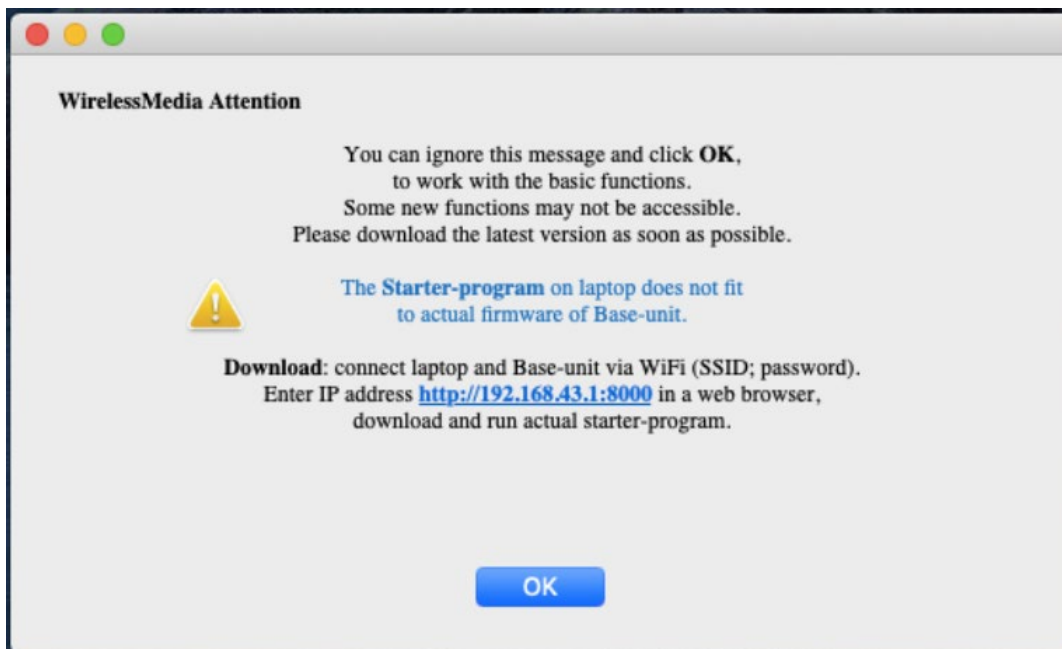 WirelessMedia Attention
You can ignore this message and click OK,
to work with the basic functions.
Some new functions may not be accessible.
Please download the latest version as soon as possible.
The Starter-program on laptop does not fit
to actual firmware of Base-unit.
Download: connect laptop and Base-unit via WiFi (SSID; password).
Enter IP address http://192.168.43.1:8000 in a web browser,
download and run actual starter-program.
OK